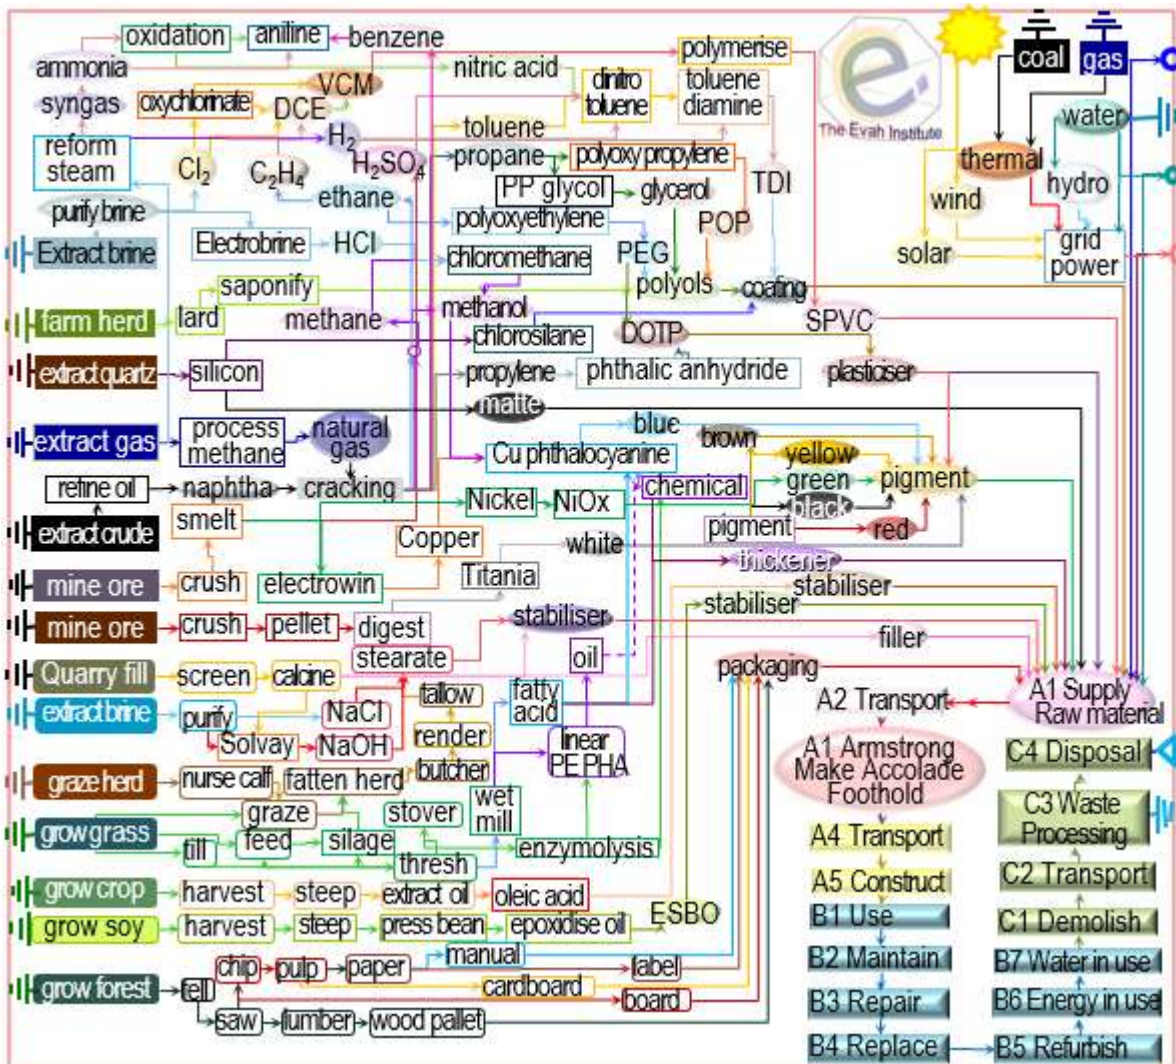 oxidation aniline benzene polymerise
ammonia nitric acid dinitro toluene toluene diamine
VCM
syngas oxychlorinate DCE
reform steam H2 toluene
Cl2 C2H4 H2SO4 propane polyoxy propylene
PP glycol glycerol TDI
purify brine ethane polyoxyethylene POP
Extract brine Electrobrine HCl PEG
chloromethane
saponify polyols coating
farm herd lard methane methanol
chlorosilane DOTP SPVC
extract quartz silicon propylene phthalic anhydride plasticiser
matte
The Evah Institute
coal gas
water
thermal
wind hydro
solar grid power
extract gas process methane natural gas
blue brown yellow
Cu phthalocyanine
refine oil naphtha cracking chemical green pigment
Nickel NiOx black
extract crude smelt Copper pigment red
white
mine ore crush electrowin Titania thickener
stabiliser
stabiliser
mine ore crush pellet digest stabiliser
stearate oil filler
Quarry fill screen calcine packaging
tallow fatty acid
extract brine purify NaCl
Solvay NaOH render linear PE PHA
graze herd nurse calf fatten herd butcher
graze stover wet mill
grow grass till feed silage
thresh enzymolysis
grow crop harvest steep extract oil oleic acid
grow soy harvest steep press bean epoxidise oil ESBO
manual
chip pulp paper label
grow forest fell cardboard
board
saw lumber wood pallet
A1 Supply
Raw material
A2 Transport
A1 Armstrong
Make Accolade
Foothold
A4 Transport
A5 Construct
B1 Use
B2 Maintain
B3 Repair
B4 Replace
B5 Refurbish
B6 Energy in use
B7 Water in use
C1 Demolish
C2 Transport
C3 Waste
Processing
C4 Disposal